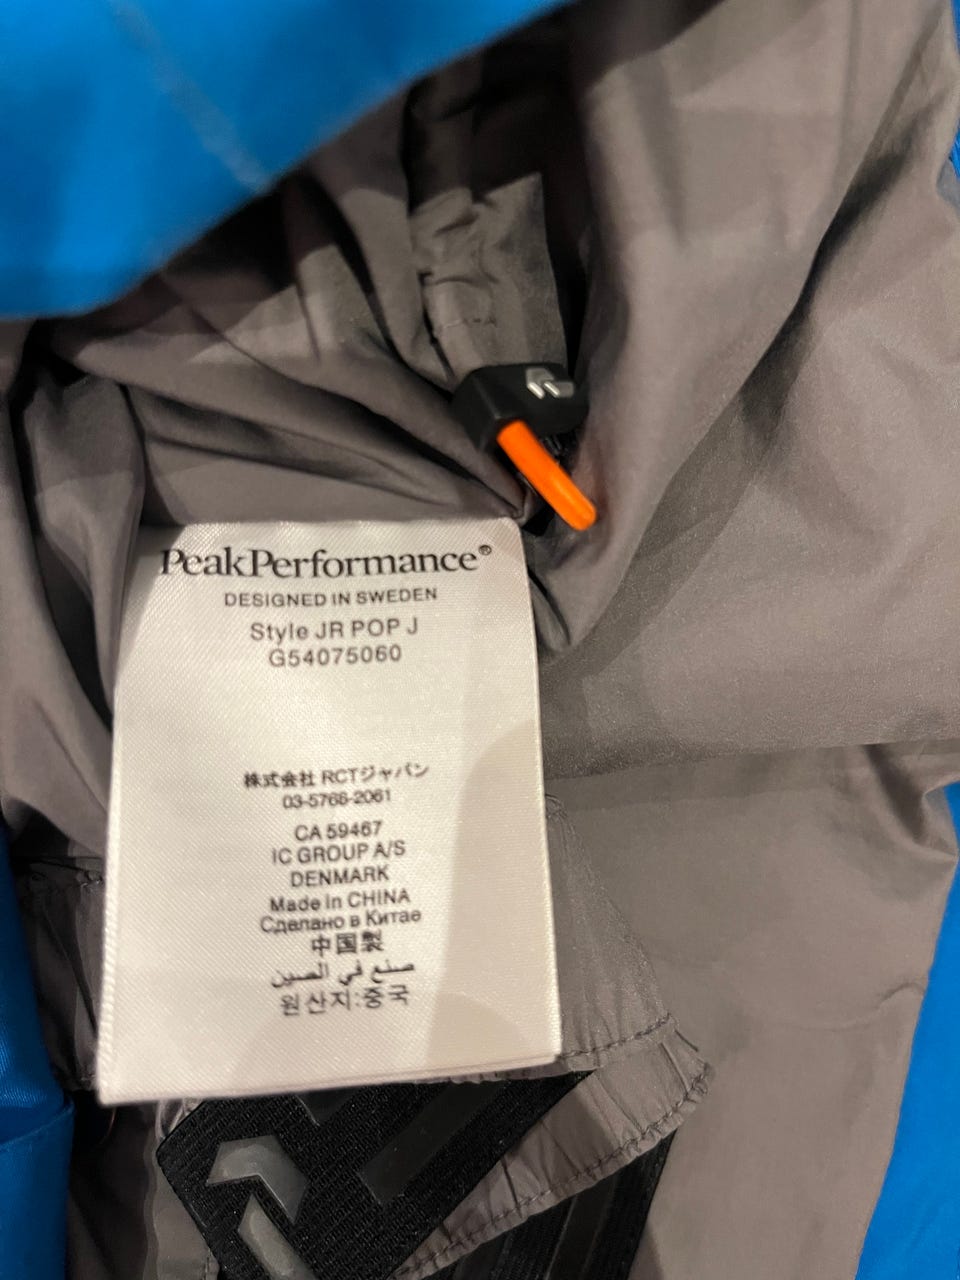 PeakPerformance®
DESIGNED IN SWEDEN
Style JR POP J
G54075060
株式会社 RCTジャパン
03-5766-2061
CA 59467
IC GROUP A/S
DENMARK
Made in CHINA
Сделано в Китае
中国製
صنع في الصين
원산지:중국